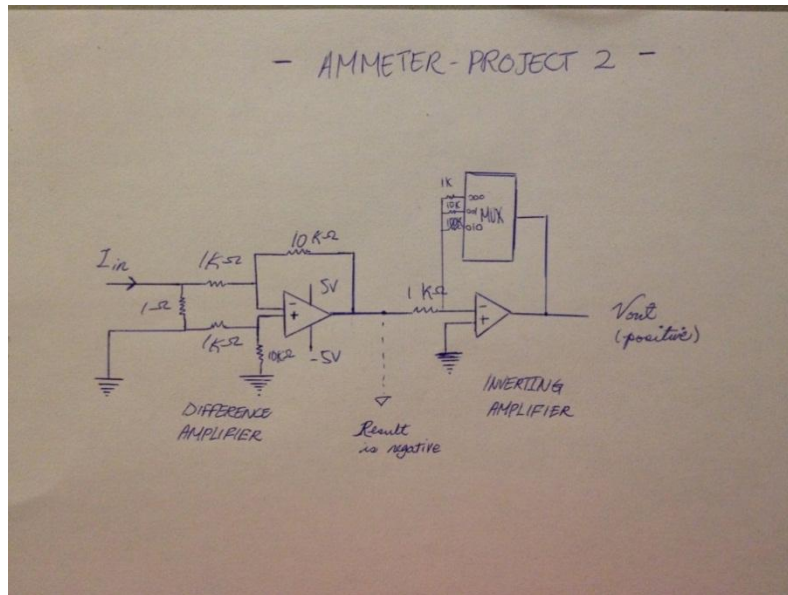 - AMMETER - PROJECT 2 -
1K
000
10K
001
100K
010
MUX
10KΩ
Iin
1KΩ
5V
1Ω
-
+
1KΩ
-
+
Vout
(positive)
1KΩ
10KΩ
-5V
INVERTING
AMPLIFIER
DIFFERENCE
AMPLIFIER
Result
is negative